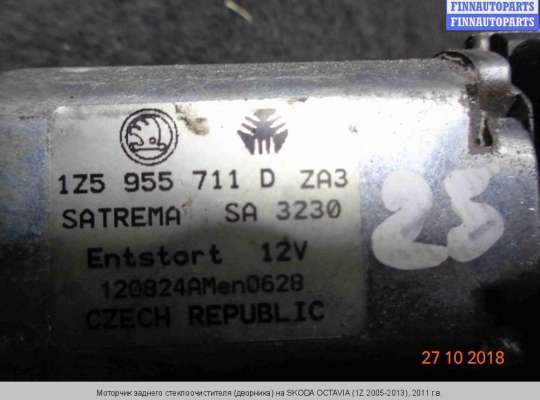 FINNAUTOPARTS
FINNAUTOPARTS
1Z5 955 711 D ZA3
SATREMA SA 3230
Entstort 12V
120824AMen0628
CZECH REPUBLIC
25
27 10 2018
Моторчик заднего стеклоочистителя (дворника) на SKODA OCTAVIA (1Z 2005-2013), 2011 г.в.